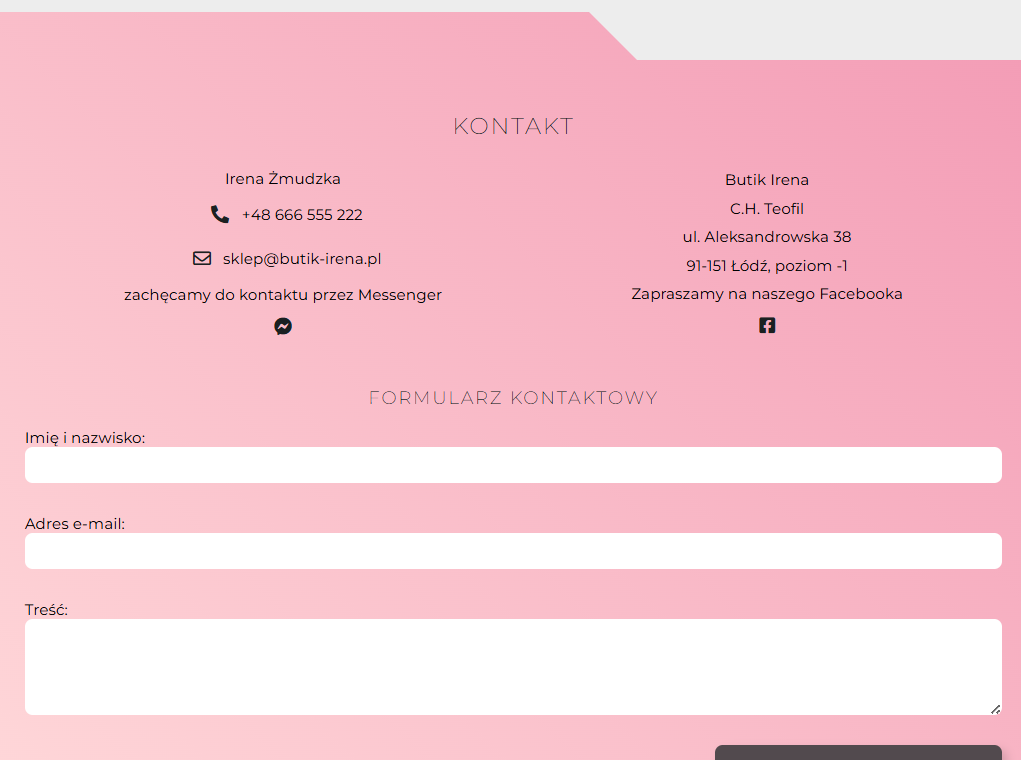 KONTAKT
Irena Żmudzka
+48 666 555 222
sklep@butik-irena.pl
zachęcamy do kontaktu przez Messenger
Butik Irena
C.H. Teofil
ul. Aleksandrowska 38
91-151 Łódź, poziom -1
Zapraszamy na naszego Facebooka
FORMULARZ KONTAKTOWY
Imię i nazwisko:
Adres e-mail:
Treść: